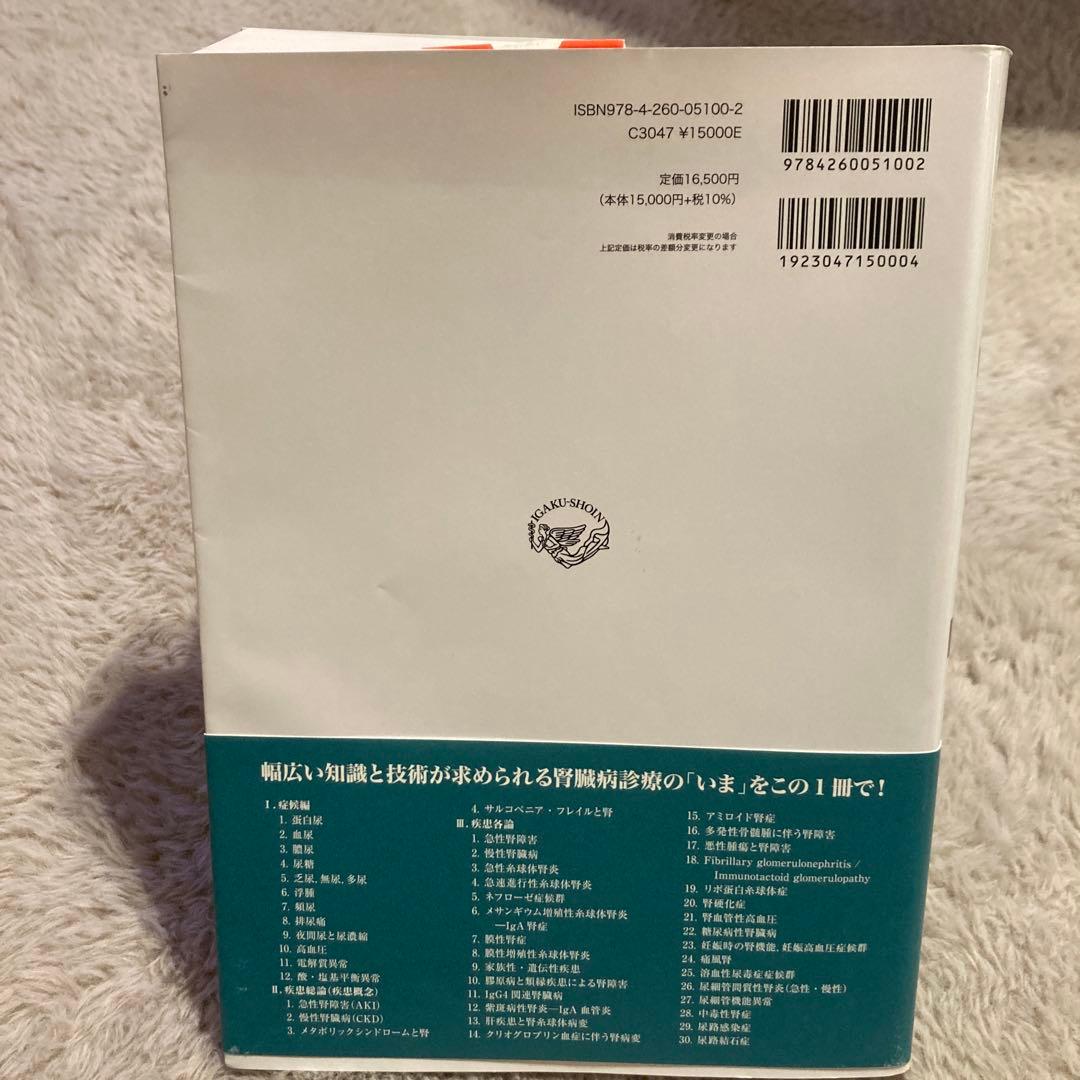 ISBN978-4-260-05100-2
C3047 ¥15000E
9784260051002
定価16,500円
(本体15,000円+税10%)
消費税率変更の場合
上記定価は税率の差額分変更になります
1923047150004
IGAKU-SHOIN
幅広い知識と技術が求められる腎臓病診療の「いま」をこの1冊で!
I.症候編
1. 蛋白尿
2. 血尿
3. 膿尿
4. 尿糖
5. 乏尿,無尿,多尿
6. 浮腫
7. 頻尿
8. 排尿痛
9. 夜間尿と尿濃縮
10. 高血圧
11. 電解質異常
12. 酸・塩基平衡異常
II.疾患総論(疾患概念)
1. 急性腎障害(AKI)
2. 慢性腎臓病(CKD)
3. メタボリックシンドロームと腎
4. サルコペニア・フレイルと腎
III.疾患各論
1. 急性腎障害
2. 慢性腎臓病
3. 急性糸球体腎炎
4. 急速進行性糸球体腎炎
5. ネフローゼ症候群
6. メサンギウム増殖性糸球体腎炎
—IgA腎症
7. 膜性腎症
8. 膜性増殖性糸球体腎炎
9. 家族性・遺伝性疾患
10. 膠原病と類縁疾患による腎障害
11. IgG4関連腎臓病
12. 紫斑病性腎炎—IgA血管炎
13. 肝疾患と腎糸球体病変
14. クリオグロブリン血症に伴う腎病変
15. アミロイド腎症
16. 多発性骨髄腫に伴う腎障害
17. 悪性腫瘍と腎障害
18. Fibrillary glomerulonephritis /
Immunotactoid glomerulopathy
19. リポ蛋白糸球体症
20. 腎硬化症
21. 腎血管性高血圧
22. 糖尿病性腎臓病
23. 妊娠時の腎機能,妊娠高血圧症候群
24. 痛風腎
25. 溶血性尿毒症症候群
26. 尿細管間質性腎炎(急性・慢性)
27. 尿細管機能異常
28. 中毒性腎症
29. 尿路感染症
30. 尿路結石症